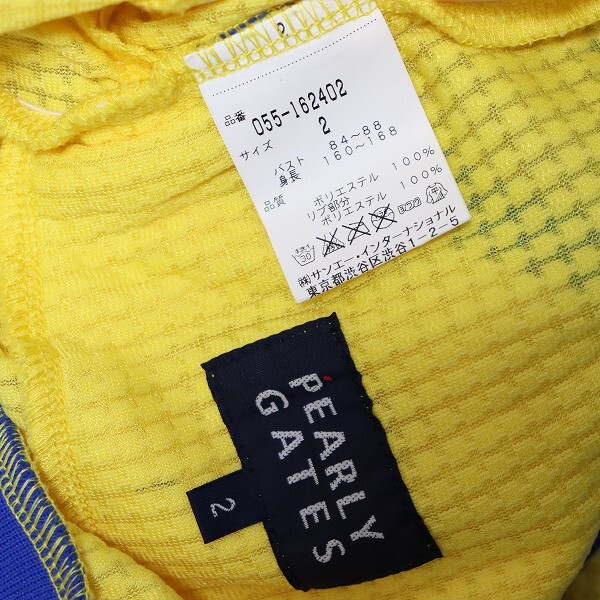 2
品番 055-162402
サイズ 2
バスト 84〜88
身長 160〜168
品質 ポリエステル 100%
リブ部分
ポリエステル 100%
㈱サンエー・インターナショナル
東京都渋谷区渋谷1-2-5
PEARLY
GATES
2